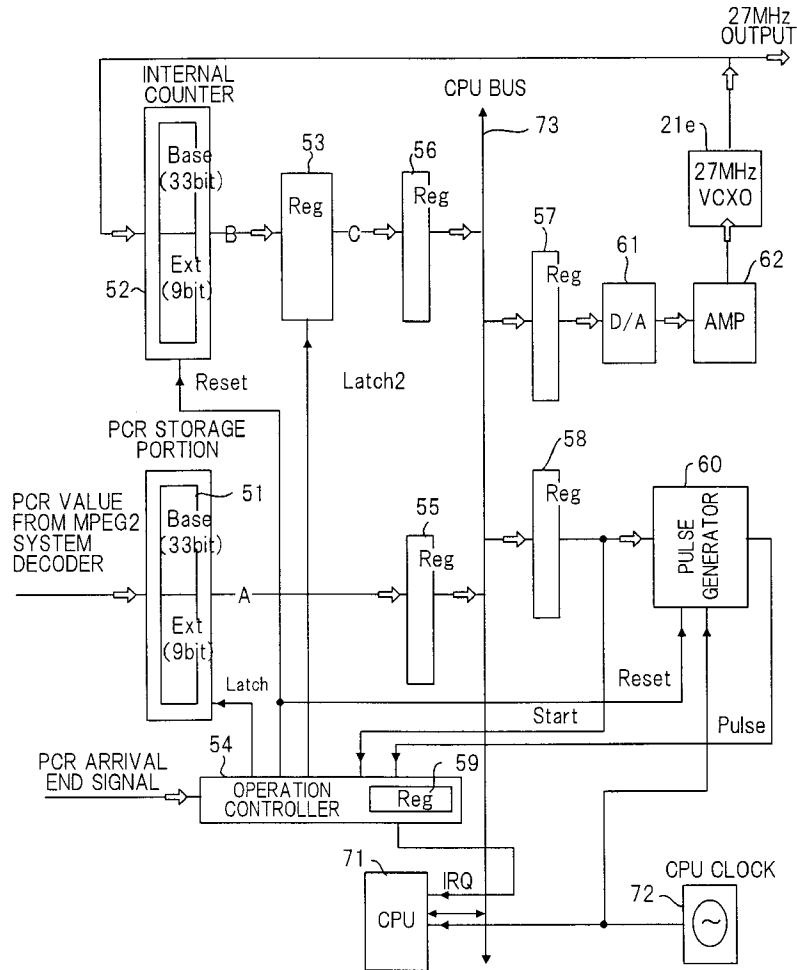 27MHz
OUTPUT
INTERNAL
COUNTER
CPU BUS
73
21e
27MHz
VCXO
Base
(33bit)
Ext
(9bit)
52
B
53
Reg
C
56
Reg
57
Reg
61
D/A
62
AMP
Reset
Latch2
PCR STORAGE
PORTION
51
PCR VALUE
FROM MPEG2
SYSTEM
DECODER
Base
(33bit)
Ext
(9bit)
A
55
Reg
58
Reg
60
PULSE
GENERATOR
Latch
Reset
Start
Pulse
PCR ARRIVAL
END SIGNAL
54
OPERATION
CONTROLLER
59
Reg
71
CPU
IRQ
CPU CLOCK
72
~